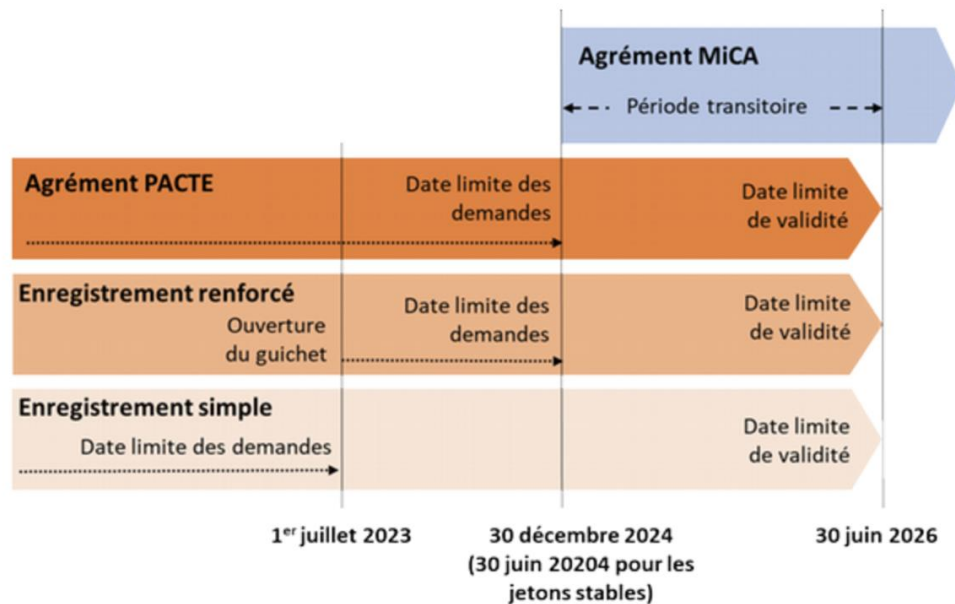 Agrément MiCA
Période transitoire
Agrément PACTE
Date limite des
demandes
Date limite
de validité
Enregistrement renforcé
Ouverture
du guichet
Date limite des
demandes
Date limite
de validité
Enregistrement simple
Date limite des demandes
Date limite
de validité
1er juillet 2023
30 décembre 2024
(30 juin 20204 pour les
jetons stables)
30 juin 2026